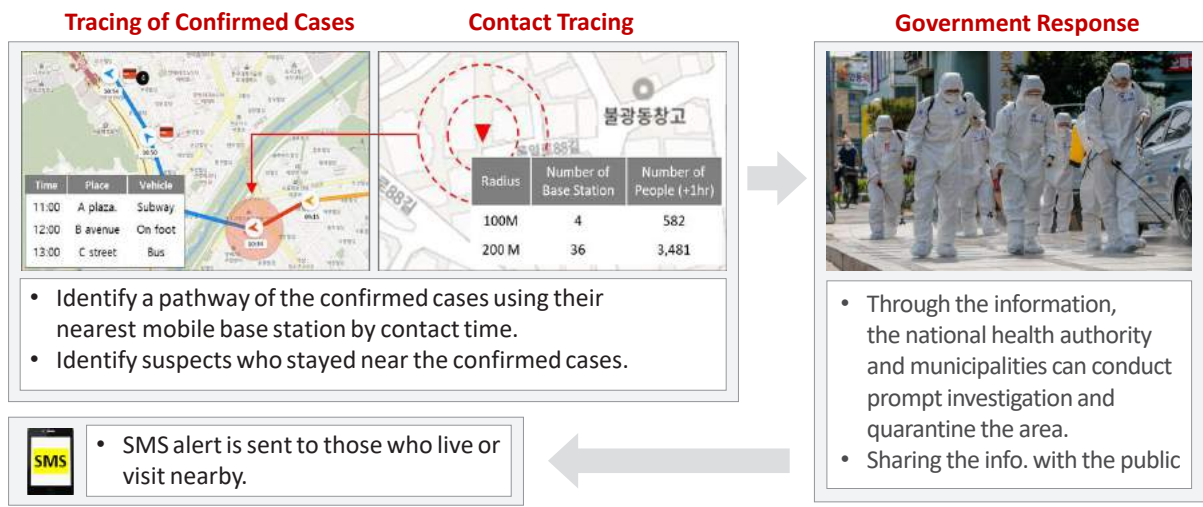 Tracing of Confirmed Cases
Contact Tracing
Government Response
16:54
16:50
Time Place Vehicle
11:00 A plaza. Subway
12:00 B avenue On foot
13:00 C street Bus
불광동창고
Radius Number of Base Station Number of People (+1hr)
100M 4 582
200 M 36 3,481
• Identify a pathway of the confirmed cases using their
nearest mobile base station by contact time.
• Identify suspects who stayed near the confirmed cases.
• Through the information,
the national health authority
and municipalities can conduct
prompt investigation and
quarantine the area.
• Sharing the info. with the public
SMS
• SMS alert is sent to those who live or
visit nearby.